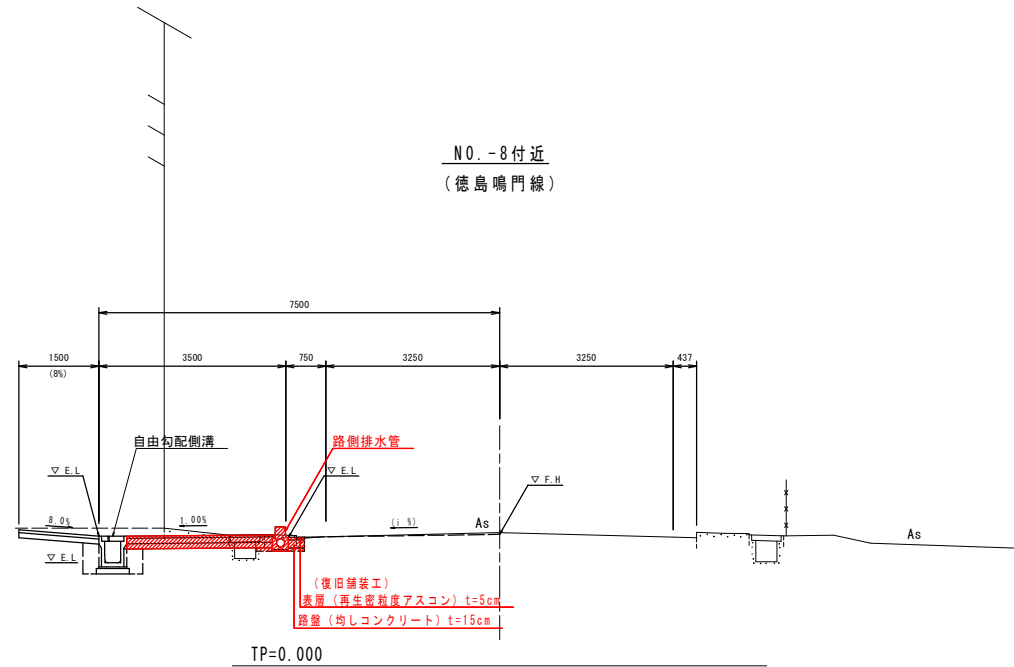 NO.-8付近
(徳島鳴門線)
7500
1500
3500
750
3250
3250
437
(8%)
自由勾配側溝
路側排水管
▽ E.L
▽ E.L
▽ F.H
8.0%
1.00%
(i %)
As
As
▽ E.L
(復旧舗装工)
表層(再生密粒度アスコン)t=5cm
路盤(均しコンクリート)t=15cm
TP=0.000